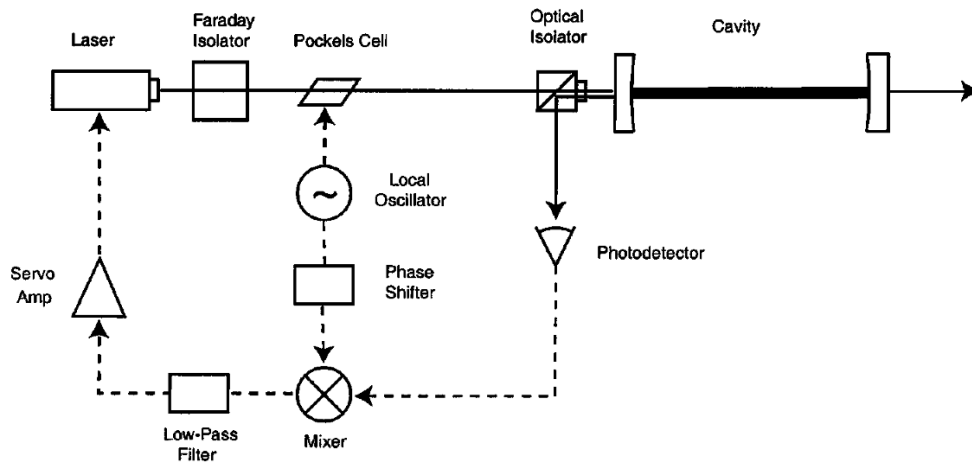 Laser
Faraday
Isolator
Pockels Cell
Optical
Isolator
Cavity
~
Local
Oscillator
Photodetector
Phase
Shifter
Servo
Amp
Low-Pass
Filter
Mixer